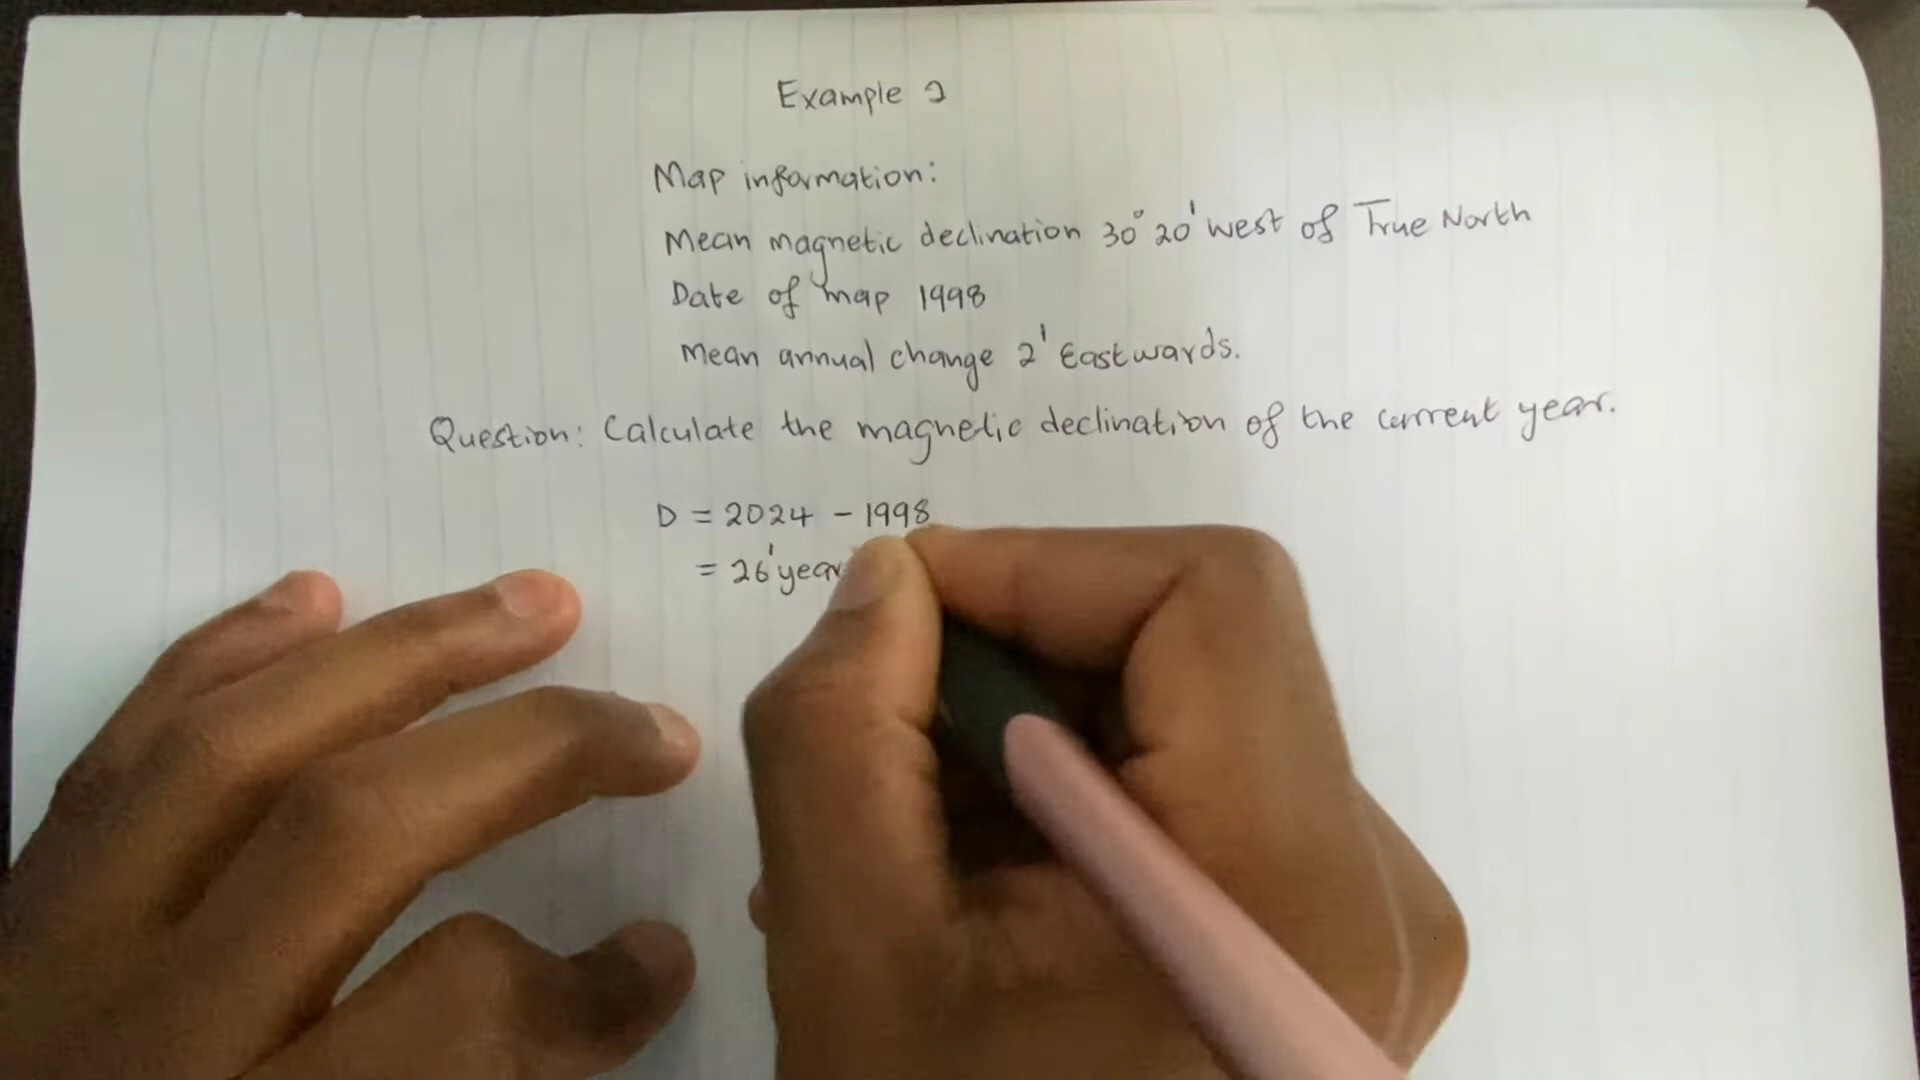 Example 2
Map information:
Mean magnetic declination 30° 20' west of True North
Date of map 1998
Mean annual change 2' Eastwards.
Question: Calculate the magnetic declination of the current year.
D = 2024 - 1998
= 26' year